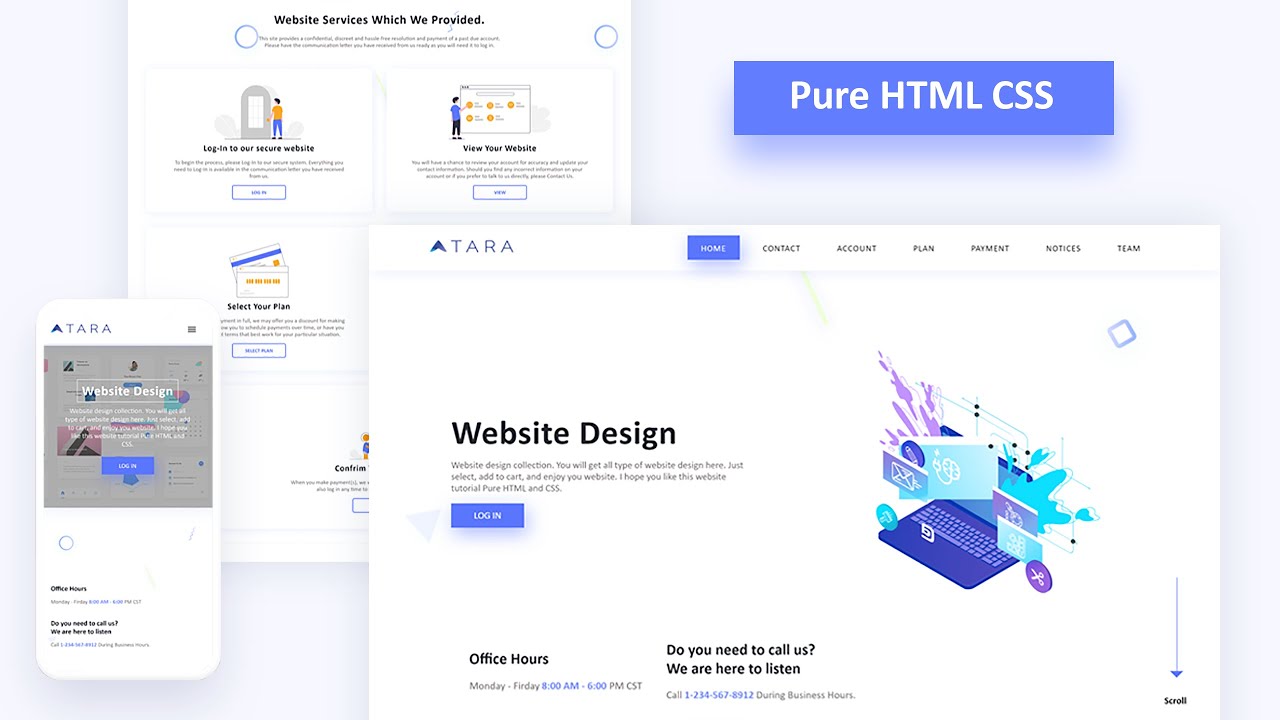 Website Services Which We Provided.
This site provides a confidential, discreet and hassle free resolution and payment of a past due account.
Please have the communication letter you have received from us ready as you will need it to log in.
Log-In to our secure website
To begin the process, please Log In to our secure system. Everything you
need to Log In is available in the communication letter you have received
from us.
LOG IN
View Your Website
You will have a chance to review your account for accuracy and update your
contact information. Should you find any incorrect information on your
account or if you prefer to talk to us directly, please Contact Us.
VIEW
Select Your Plan
yment in full, we may offer you a discount for making
ow you to schedule payments over time, or have you
t terms that best work for your particular situation.
SELECT PLAN
Confrim
When you make payment(s), we
also log in any time to
Pure HTML CSS
ATARA
HOME
CONTACT
ACCOUNT
PLAN
PAYMENT
NOTICES
TEAM
Website Design
Website design collection. You will get all type of website design here. Just
select, add to cart, and enjoy you website. I hope you like this website
tutorial Pure HTML and CSS.
LOG IN
Office Hours
Monday - Firday 8:00 AM - 6:00 PM CST
Do you need to call us?
We are here to listen
Call 1-234-567-8912 During Business Hours.
Scroll
ATARA
Website Design
Website design collection. You will get all
type of website design here. Just select, add
to cart, and enjoy you website. I hope you
like this website tutorial Pure HTML and
CSS.
LOG IN
Office Hours
Monday - Firday 8:00 AM - 6:00 PM CST
Do you need to call us?
We are here to listen
Call 1-234-567-8912 During Business Hours